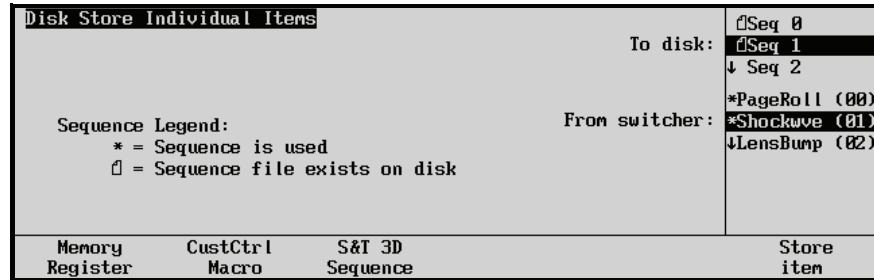 Disk Store Individual Items
Seq 0
To disk: Seq 1
↓ Seq 2
*PageRoll (00)
From switcher: *Shockwve (01)
↓LensBump (02)
Sequence Legend:
* = Sequence is used
= Sequence file exists on disk
Memory Register
CustCtrl Macro
S&T 3D Sequence
Store item